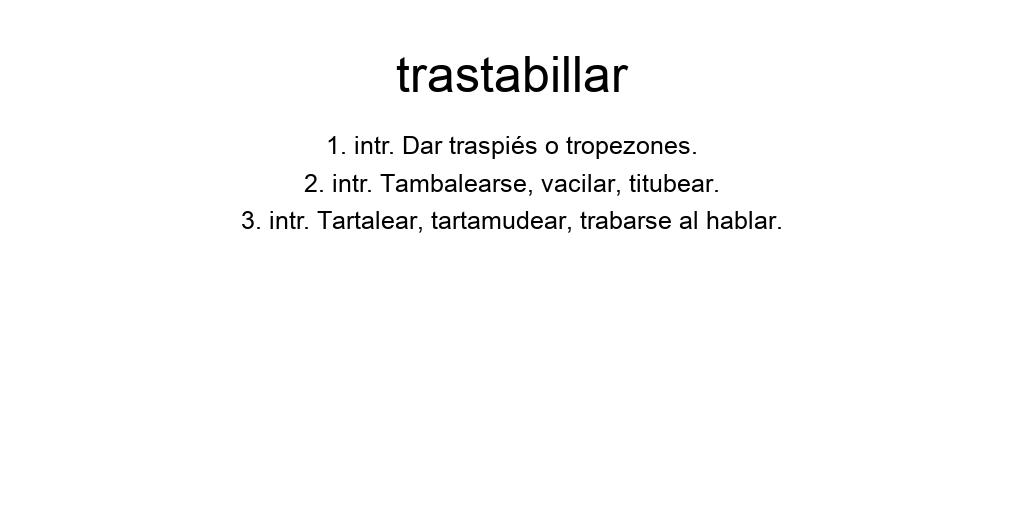 trastabillar
1. intr. Dar traspiés o tropezones.
2. intr. Tambalearse, vacilar, titubear.
3. intr. Tartalear, tartamudear, trabarse al hablar.